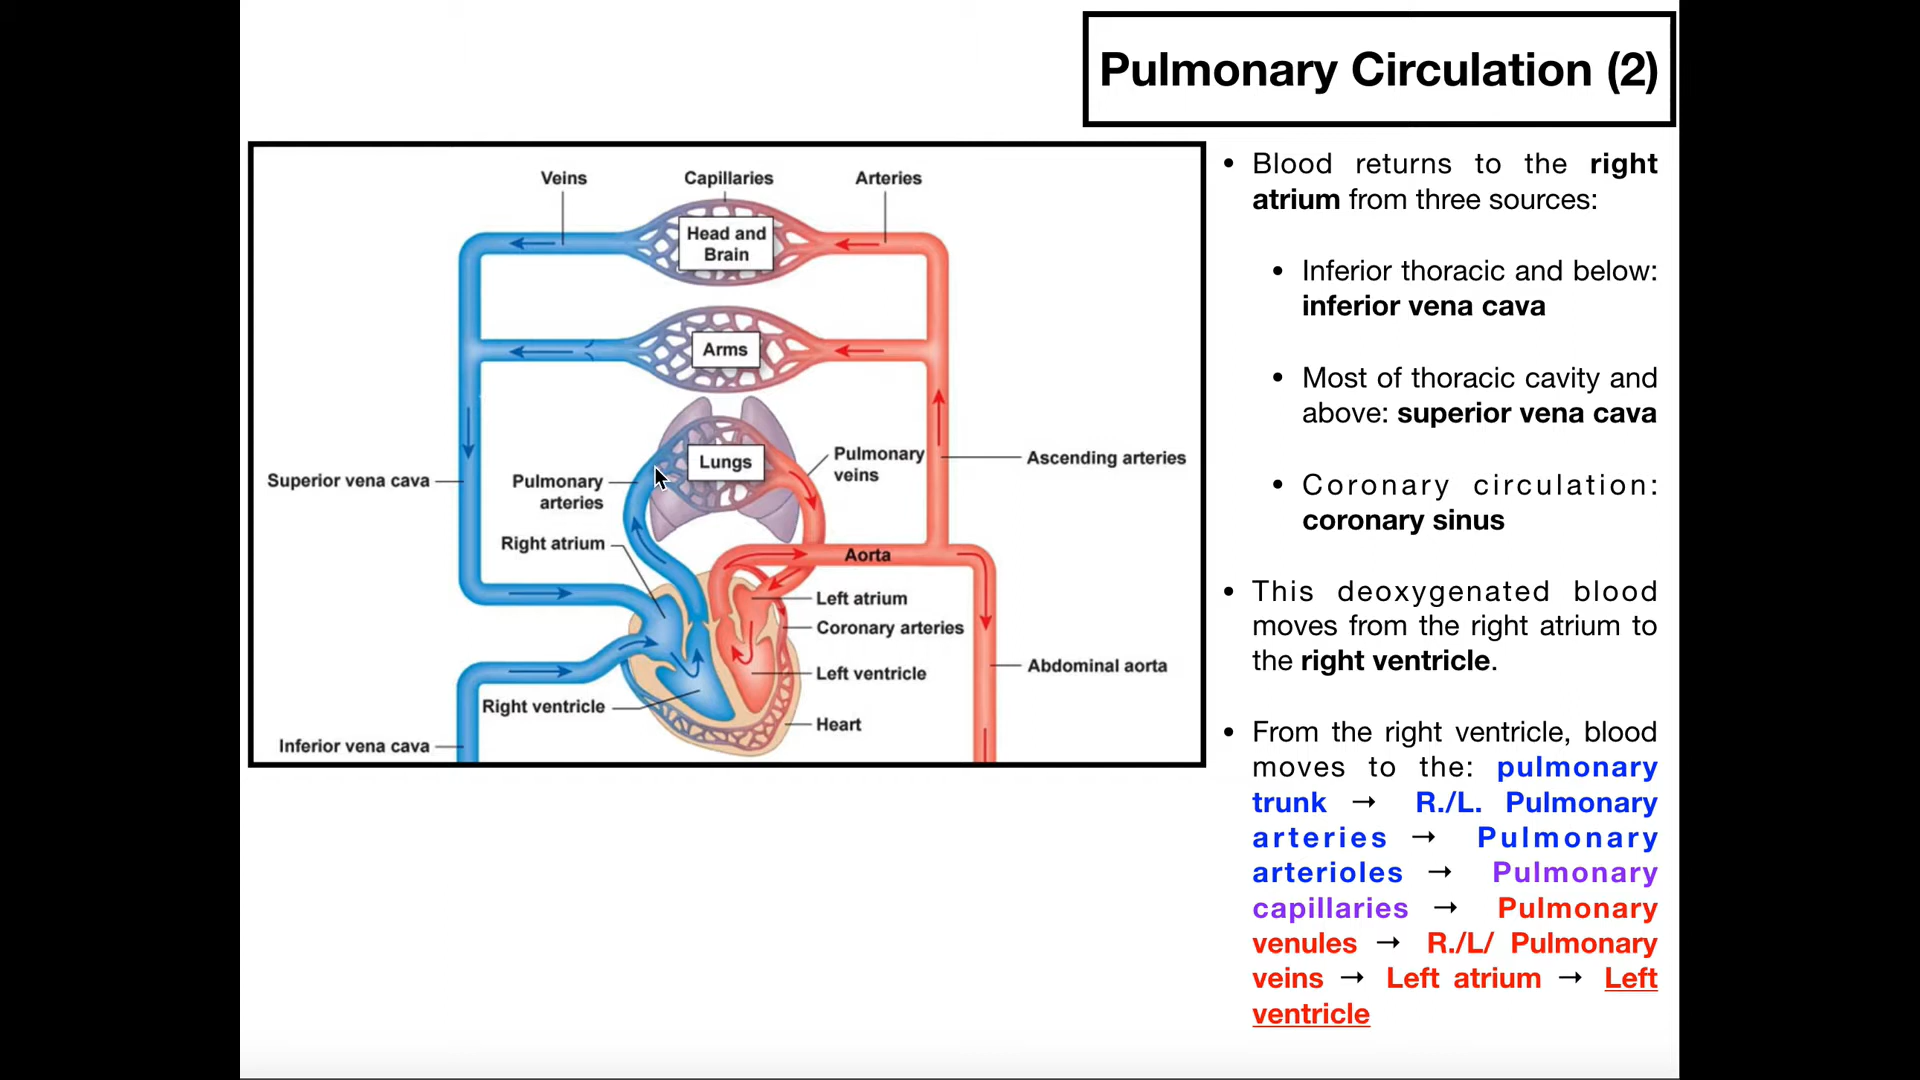 Pulmonary Circulation (2)
Veins
Capillaries
Arteries
Head and
Brain
Arms
Lungs
Pulmonary
veins
Ascending arteries
Superior vena cava
Pulmonary
arteries
Right atrium
Aorta
Left atrium
Coronary arteries
Left ventricle
Abdominal aorta
Right ventricle
Heart
Inferior vena cava
• Blood returns to the right
atrium from three sources:
• Inferior thoracic and below:
inferior vena cava
• Most of thoracic cavity and
above: superior vena cava
• Coronary circulation:
coronary sinus
• This deoxygenated blood
moves from the right atrium to
the right ventricle.
• From the right ventricle, blood
moves to the: pulmonary
trunk → R./L. Pulmonary
arteries → Pulmonary
arterioles → Pulmonary
capillaries → Pulmonary
venules → R./L/ Pulmonary
veins → Left atrium → Left
ventricle